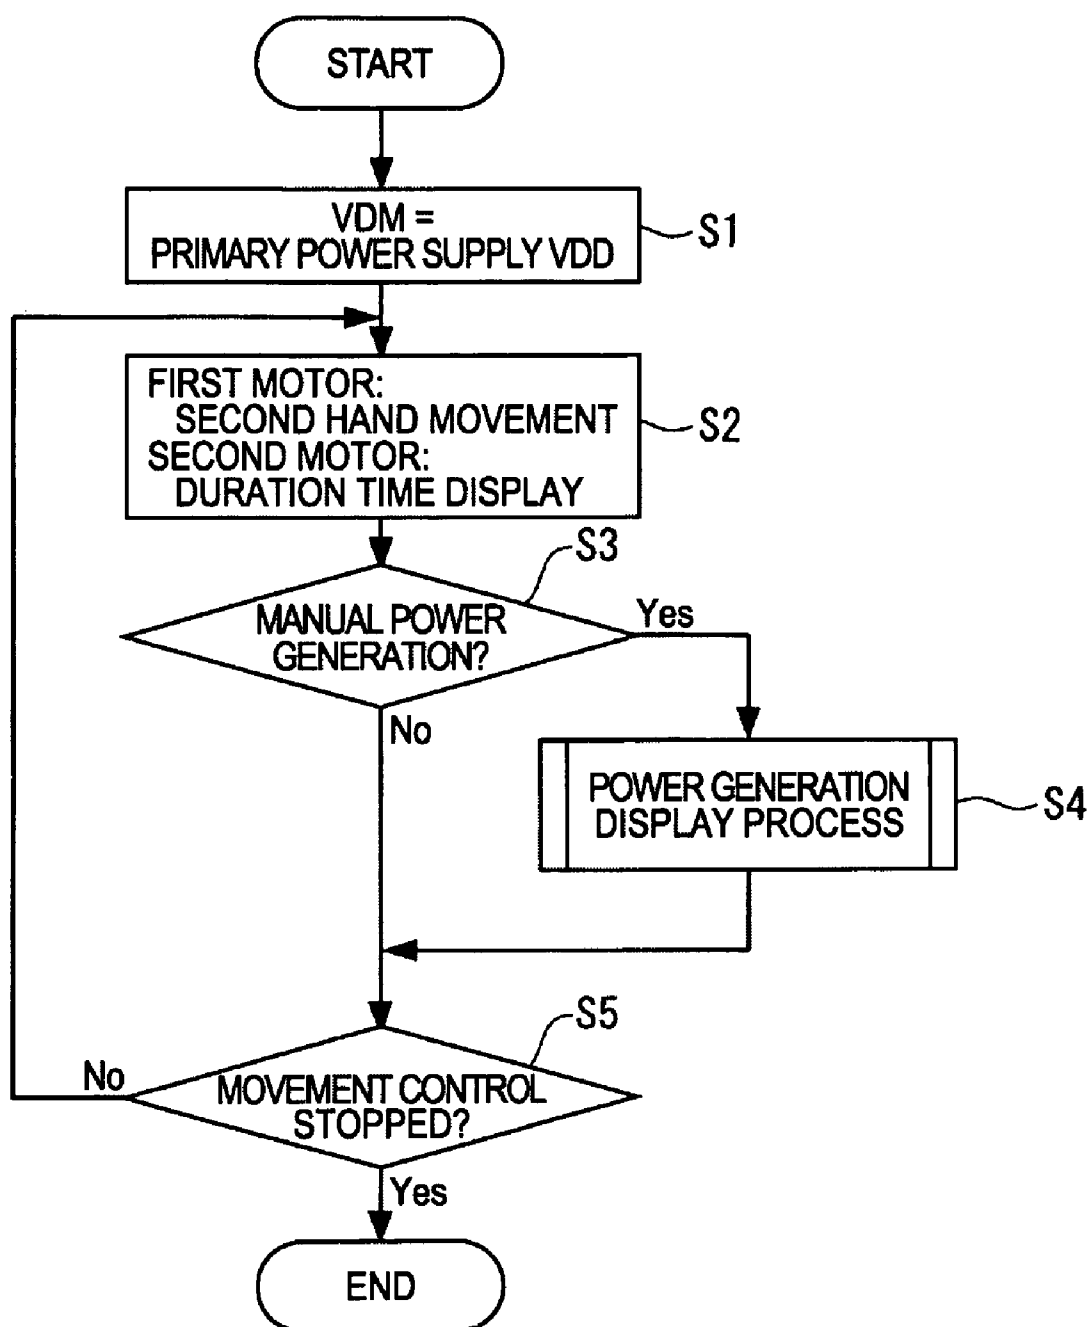 START
VDM =
PRIMARY POWER SUPPLY VDD
S1
FIRST MOTOR:
SECOND HAND MOVEMENT
SECOND MOTOR:
DURATION TIME DISPLAY
S2
S3
MANUAL POWER
GENERATION?
Yes
No
POWER GENERATION
DISPLAY PROCESS
S4
S5
No
MOVEMENT CONTROL
STOPPED?
Yes
END